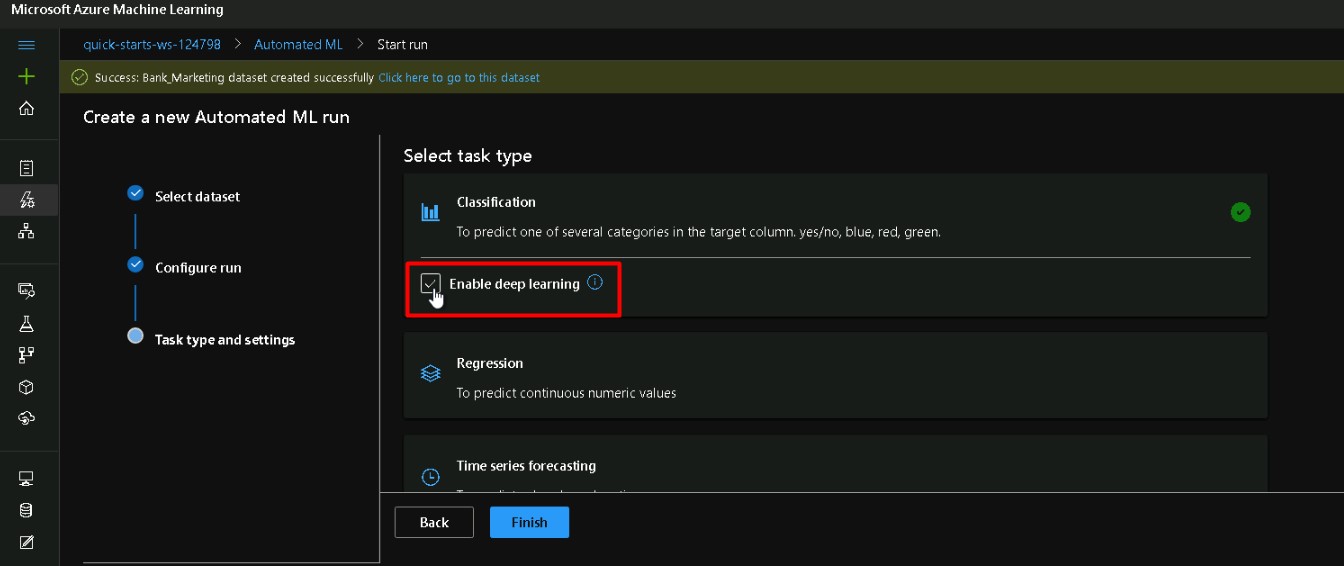 Microsoft Azure Machine Learning
quick-starts-ws-124798 > Automated ML > Start run
Success: Bank_Marketing dataset created successfully Click here to go to this dataset
Create a new Automated ML run
Select dataset
Configure run
Task type and settings
Select task type
Classification
To predict one of several categories in the target column. yes/no, blue, red, green.
Enable deep learning
Regression
To predict continuous numeric values
Time series forecasting
Back
Finish